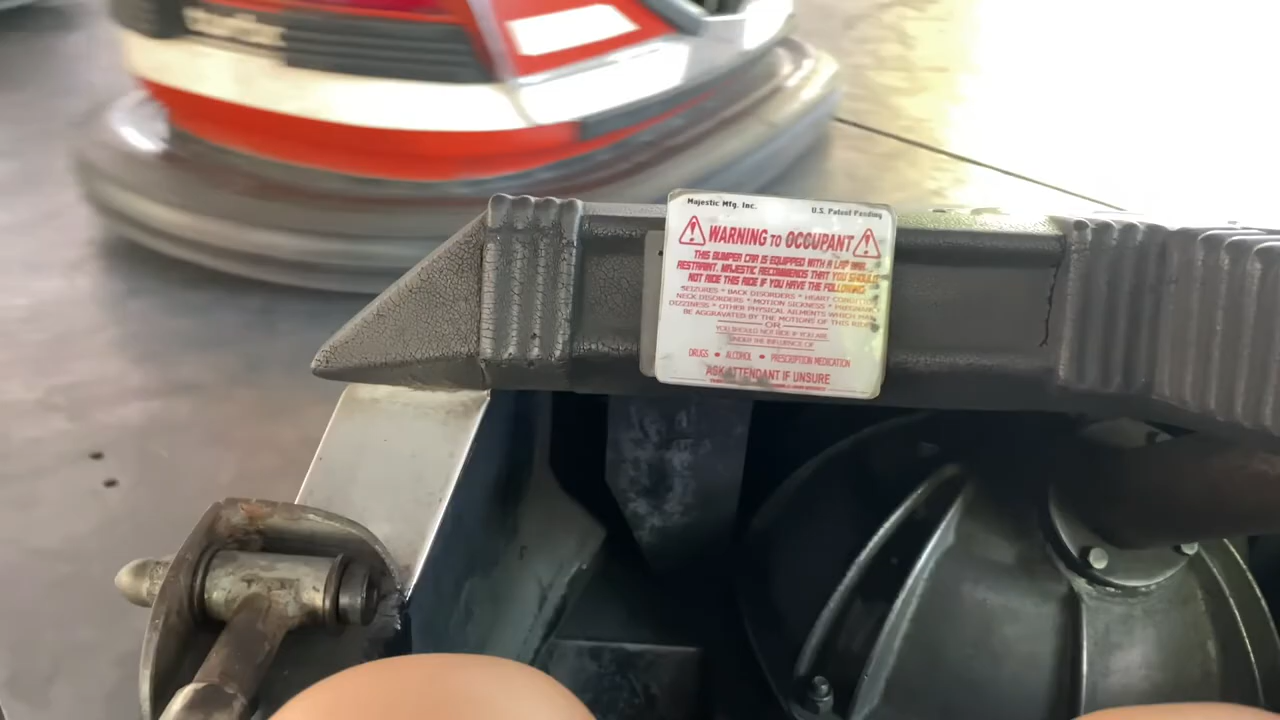 Majestic Mfg. Inc.
U.S. Patent Pending
WARNING TO OCCUPANT
THIS BUMPER CAR IS EQUIPPED WITH A LAP BAR
RESTRAINT. MAJESTIC RECOMMENDS THAT YOU SHOULD
NOT RIDE THIS RIDE IF YOU HAVE THE FOLLOWING
SEIZURES * BACK DISORDERS * HEART CONDITION
NECK DISORDERS * MOTION SICKNESS * PREGNANCY
DIZZINESS * OTHER PHYSICAL AILMENTS WHICH MAY
BE AGGRAVATED BY THE MOTIONS OF THIS RIDE
OR
YOU SHOULD NOT RIDE IF YOU ARE
UNDER THE INFLUENCE OF
DRUGS • ALCOHOL • PRESCRIPTION MEDICATION
ASK ATTENDANT IF UNSURE